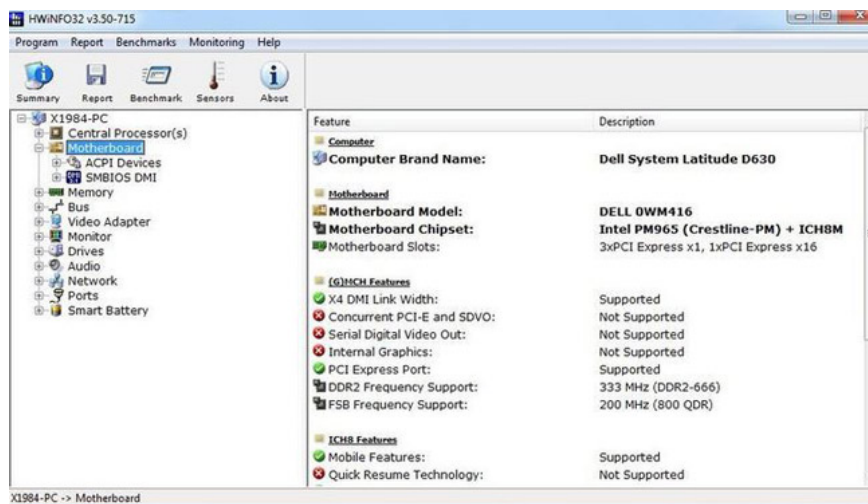 HWiNFO32 v3.50-715
Program Report Benchmarks Monitoring Help
Summary Report Benchmark Sensors About
X1984-PC
Central Processor(s)
Motherboard
ACPI Devices
SMBIOS DMI
Memory
Bus
Video Adapter
Monitor
Drives
Audio
Network
Ports
Smart Battery
Feature Description
Computer
Computer Brand Name: Dell System Latitude D630
Motherboard
Motherboard Model: DELL 0WM416
Motherboard Chipset: Intel PM965 (Crestline-PM) + ICH8M
Motherboard Slots: 3xPCI Express x1, 1xPCI Express x16
(G)MCH Features
X4 DMI Link Width: Supported
Concurrent PCI-E and SDVO: Not Supported
Serial Digital Video Out: Not Supported
Internal Graphics: Not Supported
PCI Express Port: Supported
DDR2 Frequency Support: 333 MHz (DDR2-666)
FSB Frequency Support: 200 MHz (800 QDR)
ICH8 Features
Mobile Features: Supported
Quick Resume Technology: Not Supported
X1984-PC -> Motherboard